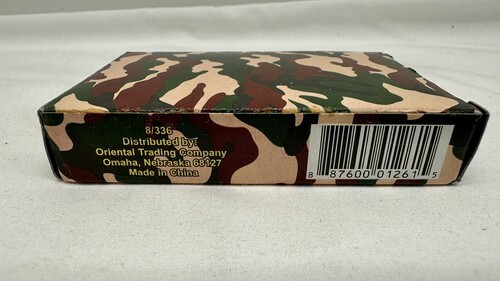 8/336
Distributed by:
Oriental Trading Company
Omaha, Nebraska 68127
Made in China
8 87600 01261 5